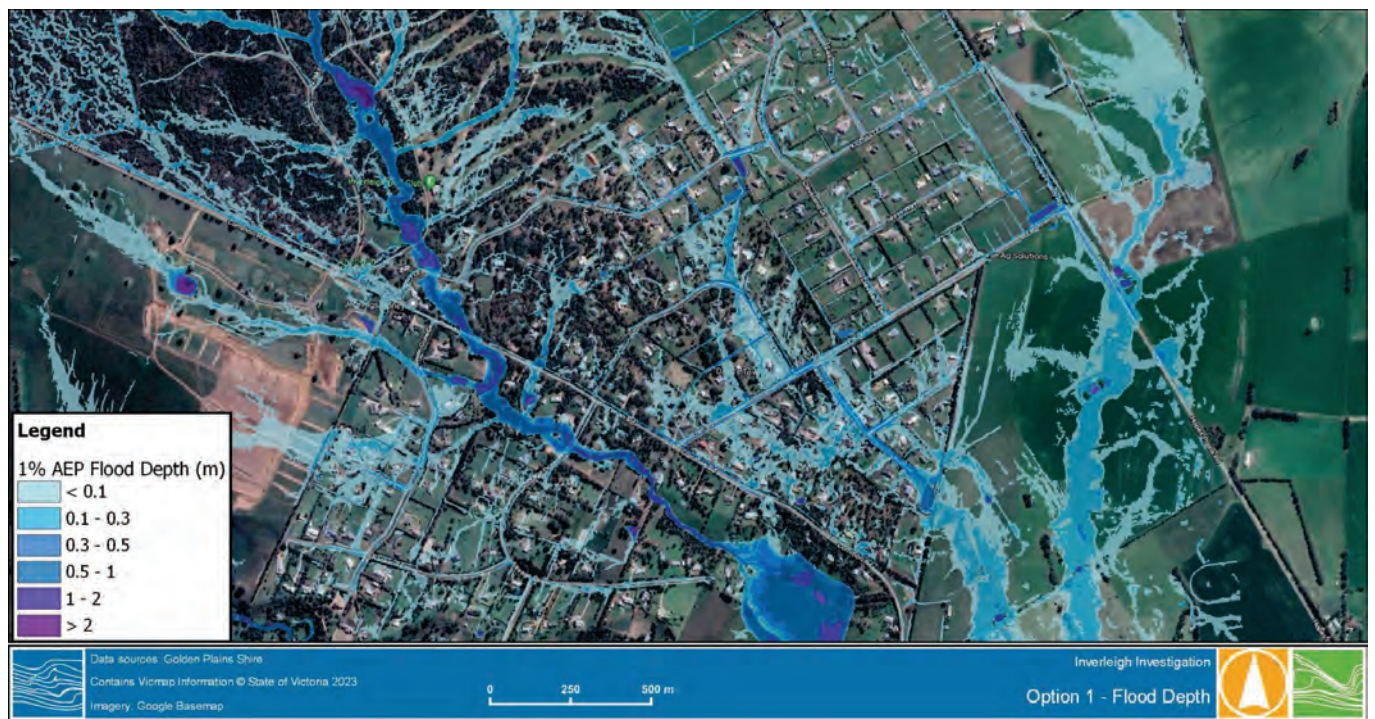 Ag Solutions
Legend
1% AEP Flood Depth (m)
< 0.1
0.1 - 0.3
0.3 - 0.5
0.5 - 1
1 - 2
> 2
Data sources: Golden Plains Shire
Contains Vicmap Information © State of Victoria 2023
Imagery: Google Basemap
0 250 500 m
Inverleigh Investigation
Option 1 - Flood Depth